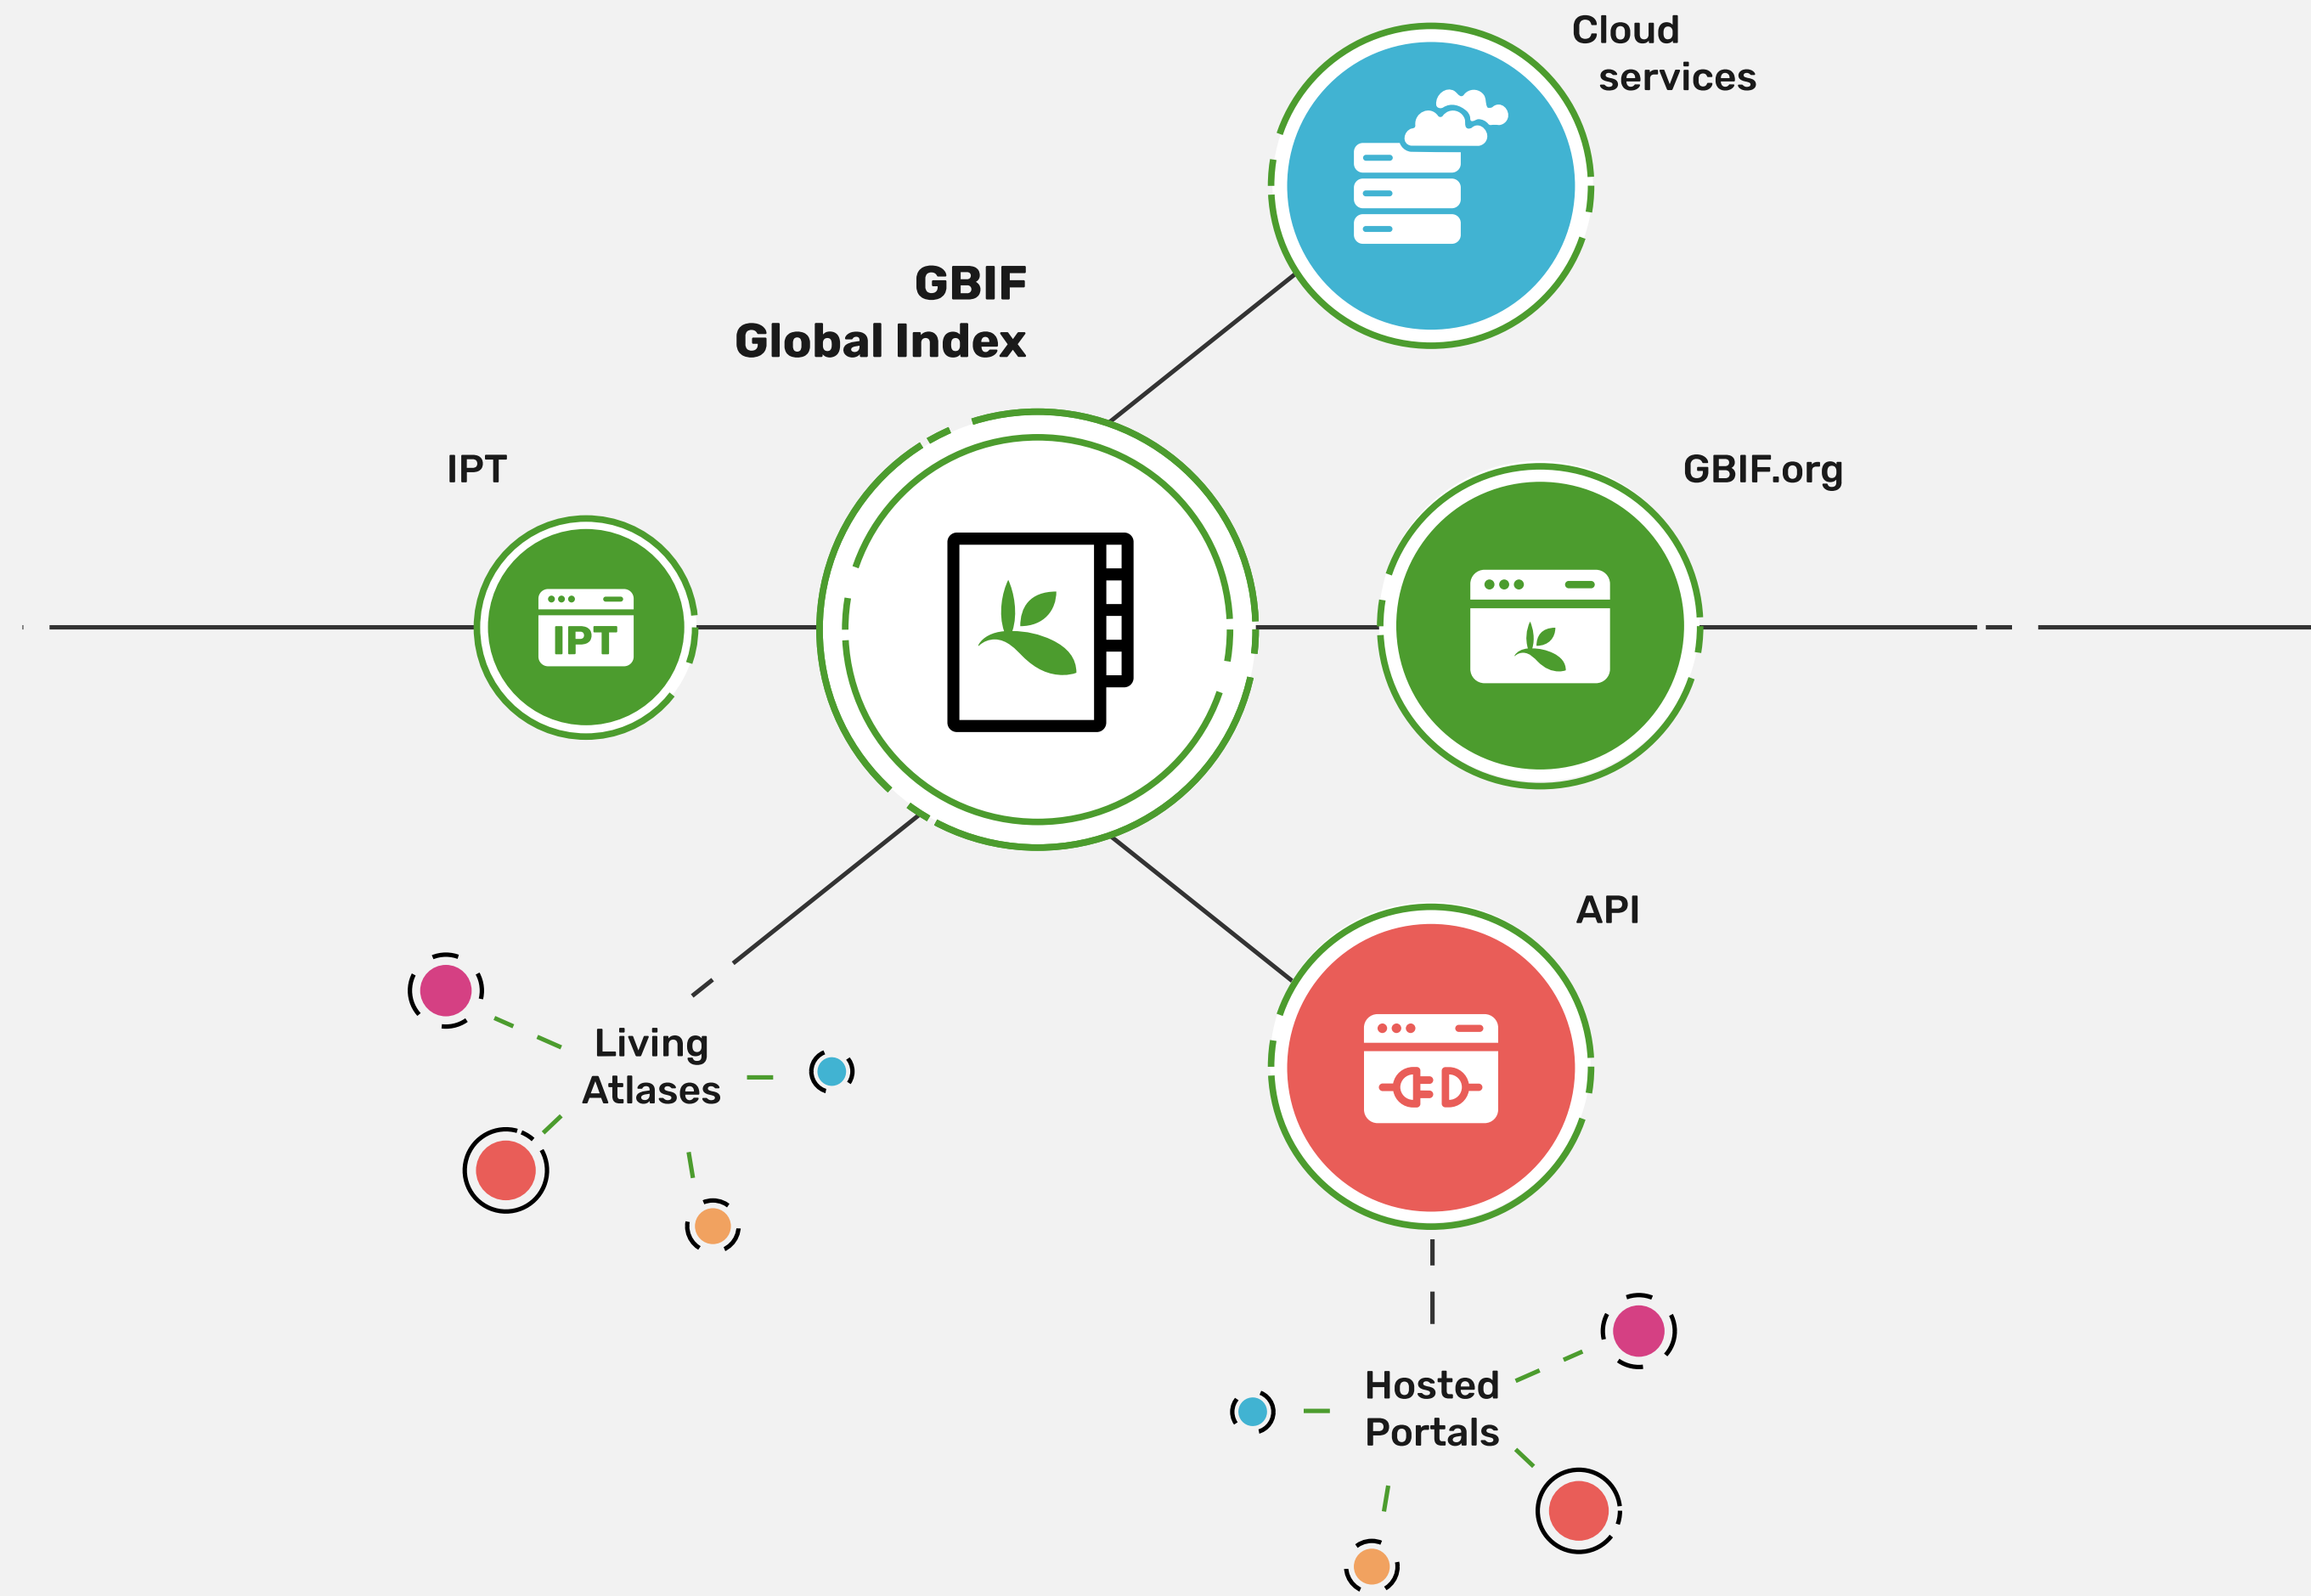 Cloud
services
GBIF
Global Index
IPT
GBIF.org
IPT
API
Living
Atlases
Hosted
Portals